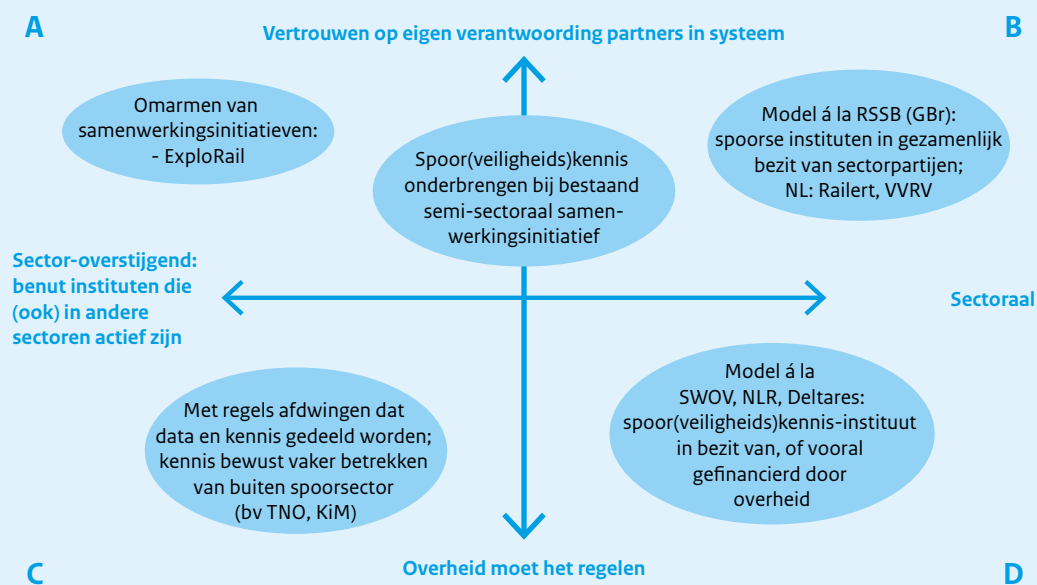 A
Vertrouwen op eigen verantwoording partners in systeem
B
Omarmen van
samenwerkingsinitiatieven:
- ExploRail
Spoor(veiligheids)kennis
onderbrengen bij bestaand
semi-sectoraal samen-
werkingsinitiatief
Model á la RSSB (GBr):
spoorse instituten in gezamenlijk
bezit van sectorpartijen;
NL: Railert, VVRV
Sector-overstijgend:
benut instituten die
(ook) in andere
sectoren actief zijn
Sectoraal
Met regels afdwingen dat
data en kennis gedeeld worden;
kennis bewust vaker betrekken
van buiten spoorsector
(bv TNO, KiM)
Model á la
SWOV, NLR, Deltares:
spoor(veiligheids)kennis-instituut
in bezit van, of vooral
gefinancierd door
overheid
C
Overheid moet het regelen
D